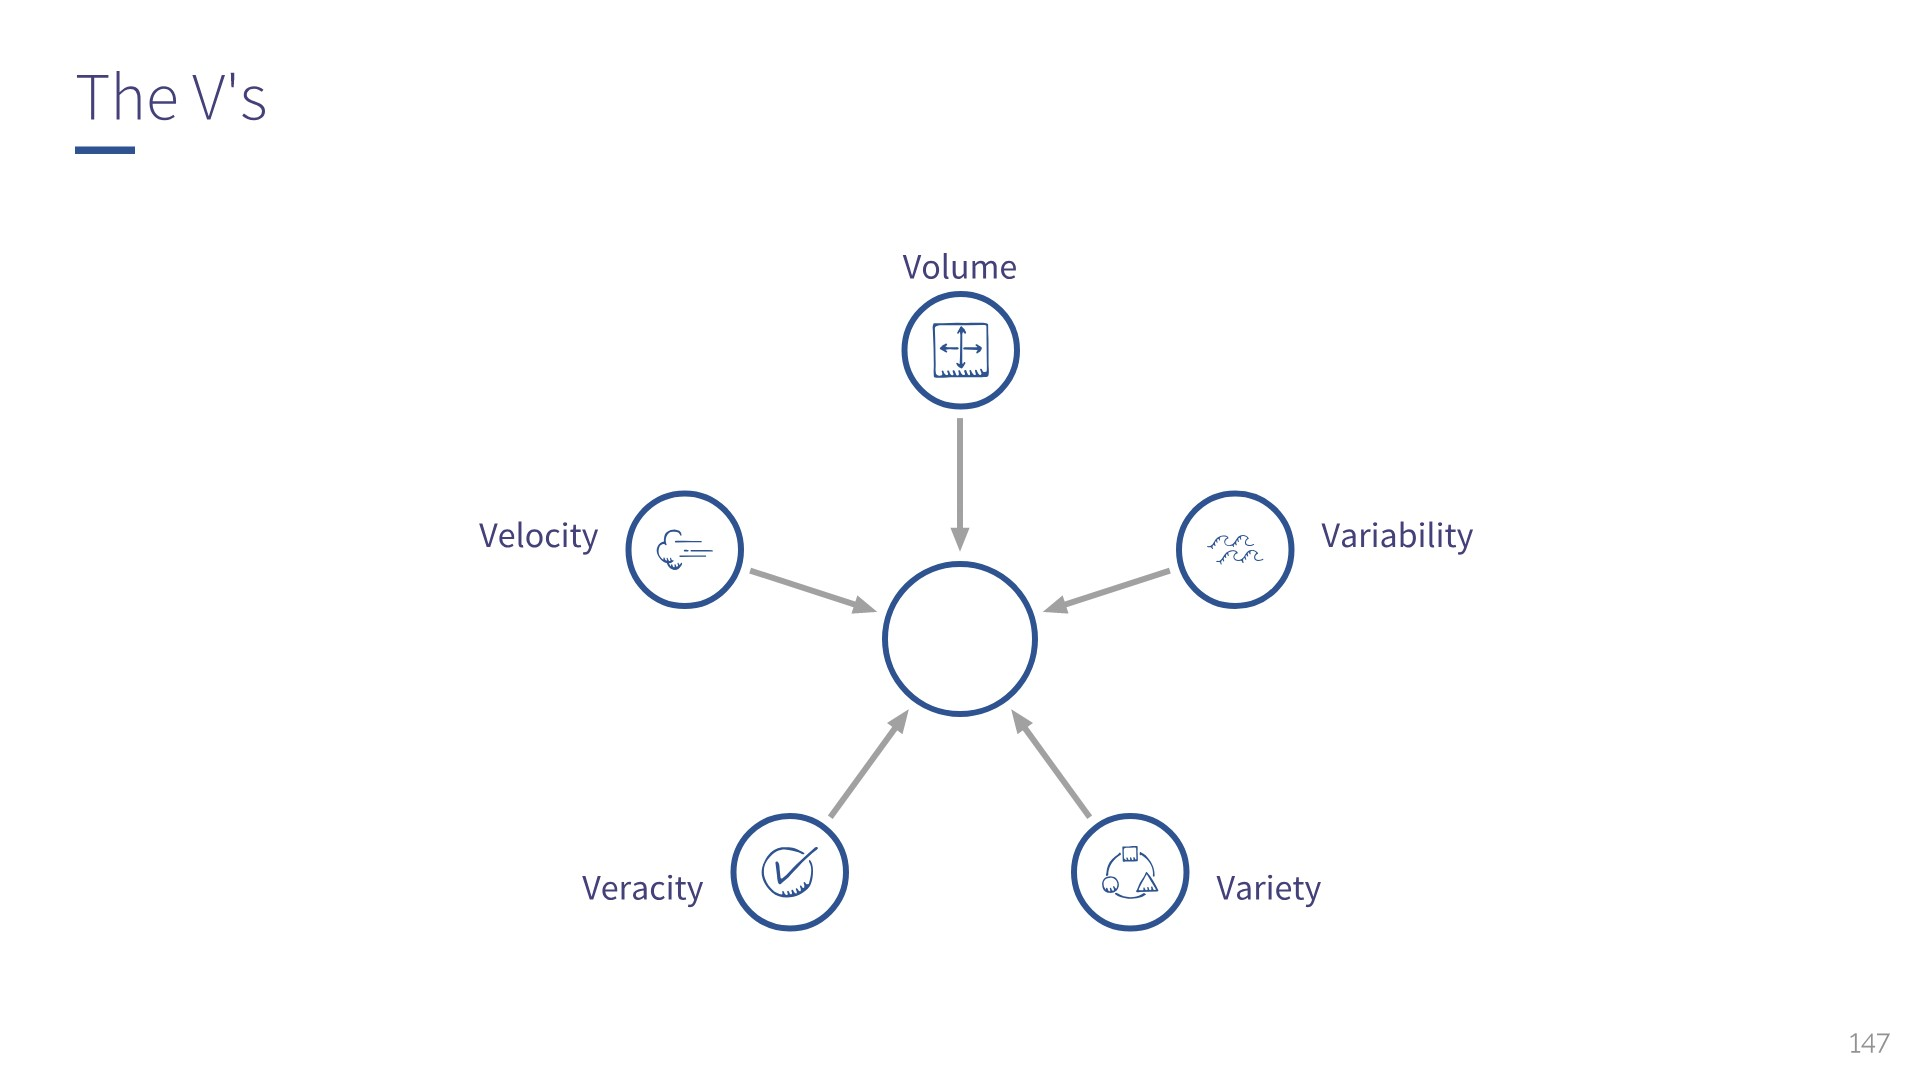 The V's
Volume
Velocity
Variability
Veracity
Variety
147